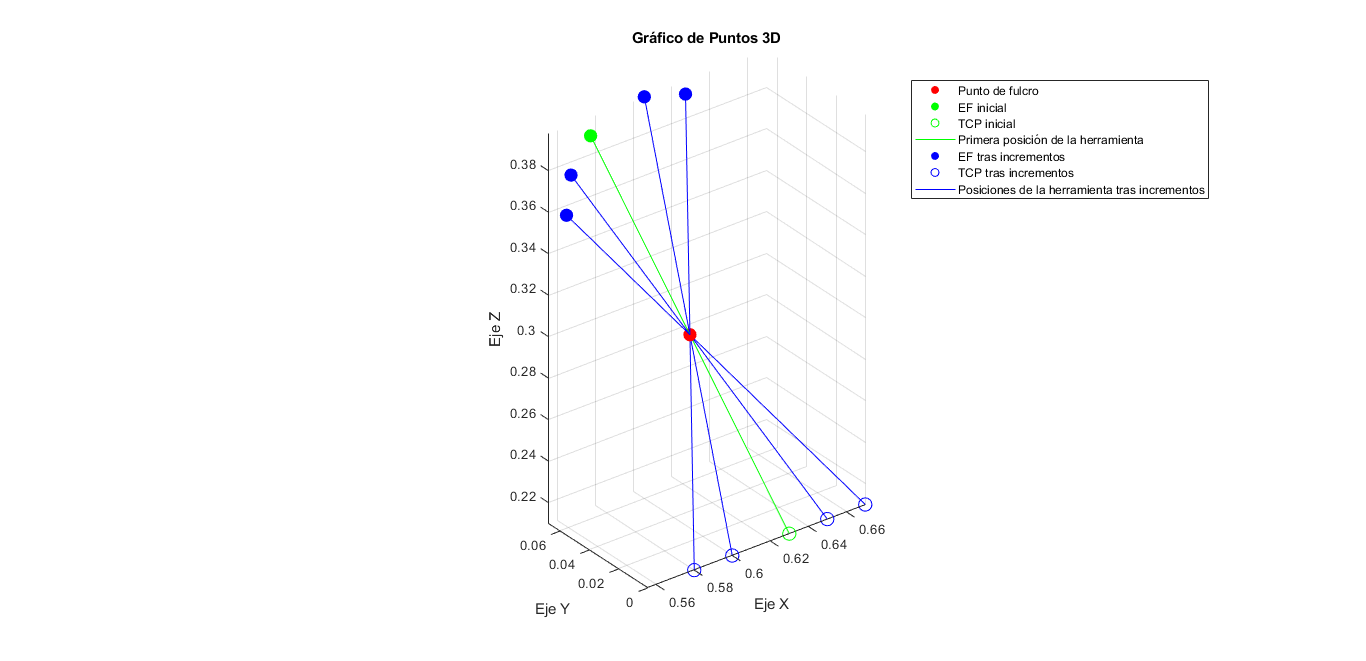 Gráfico de Puntos 3D
Punto de fulcro
EF inicial
TCP inicial
Primera posición de la herramienta
EF tras incrementos
TCP tras incrementos
Posiciones de la herramienta tras incrementos
0.38
0.36
0.34
0.32
0.3
0.28
0.26
0.24
0.22
Eje Z
0.06
0.04
0.02
0
Eje Y
0.56
0.58
0.6
0.62
0.64
0.66
Eje X